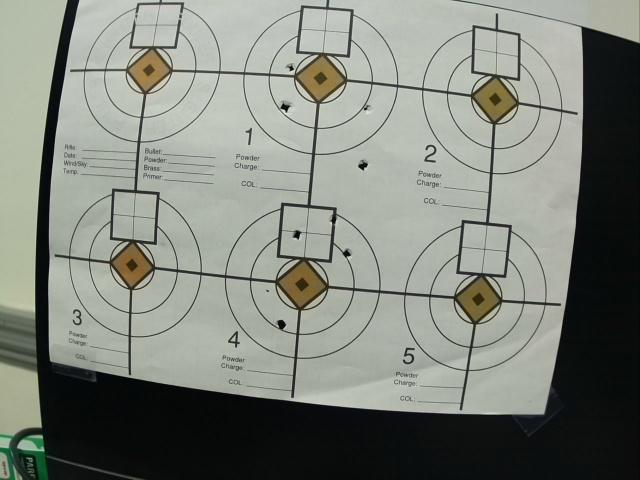 Rifle:
Date:
Wind/Sky:
Temp:
Bullet:
Powder:
Brass:
Primer:
1
Powder
Charge:
COL:
2
Powder
Charge:
COL:
3
Powder
Charge:
COL:
4
Powder
Charge:
COL:
5
Powder
Charge:
COL:
PAR